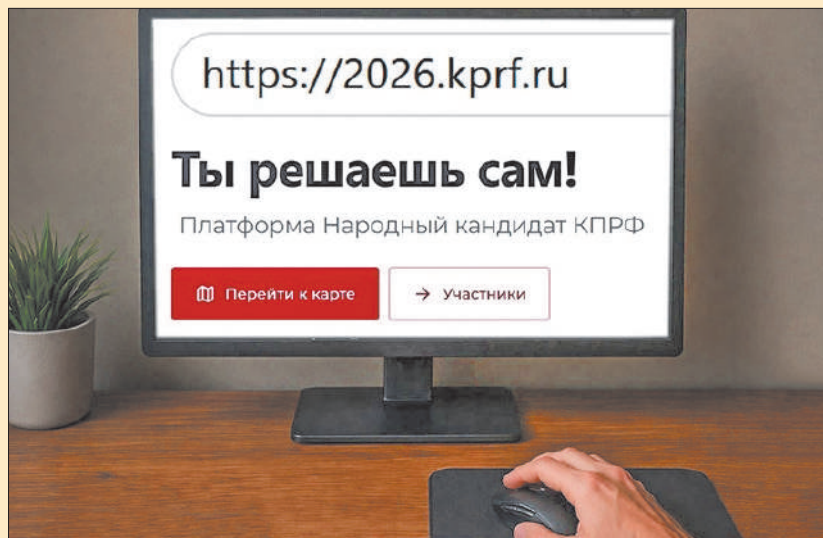 https://2026.kprf.ru
Ты решаешь сам!
Платформа Народный кандидат КПРФ
Перейти к карте
→ Участники